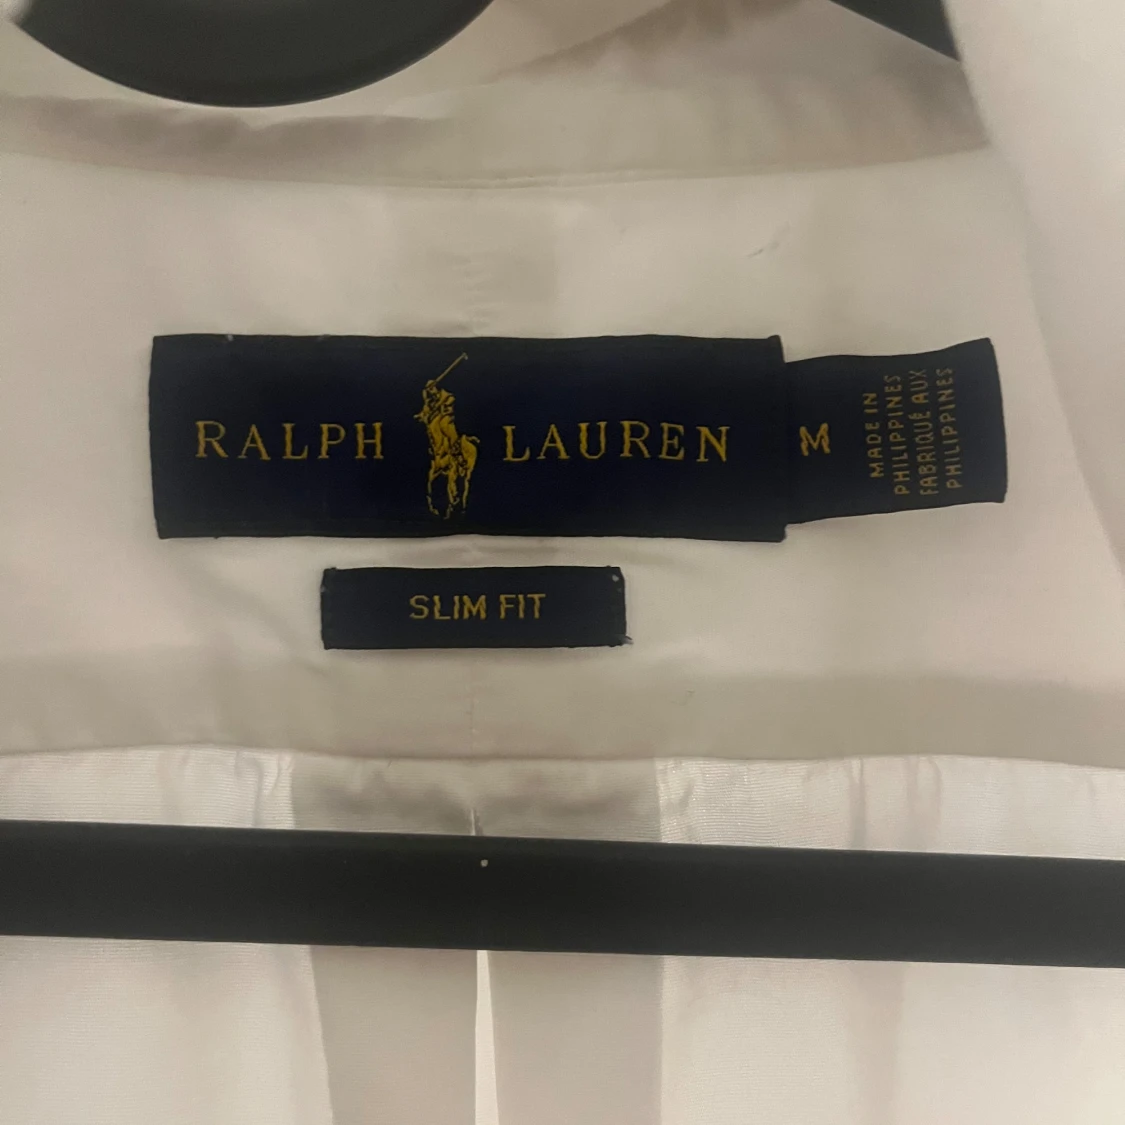 RALPH LAUREN
M
MADE IN
PHILIPPINES
FABRIQUÉ AUX
PHILIPPINES
SLIM FIT